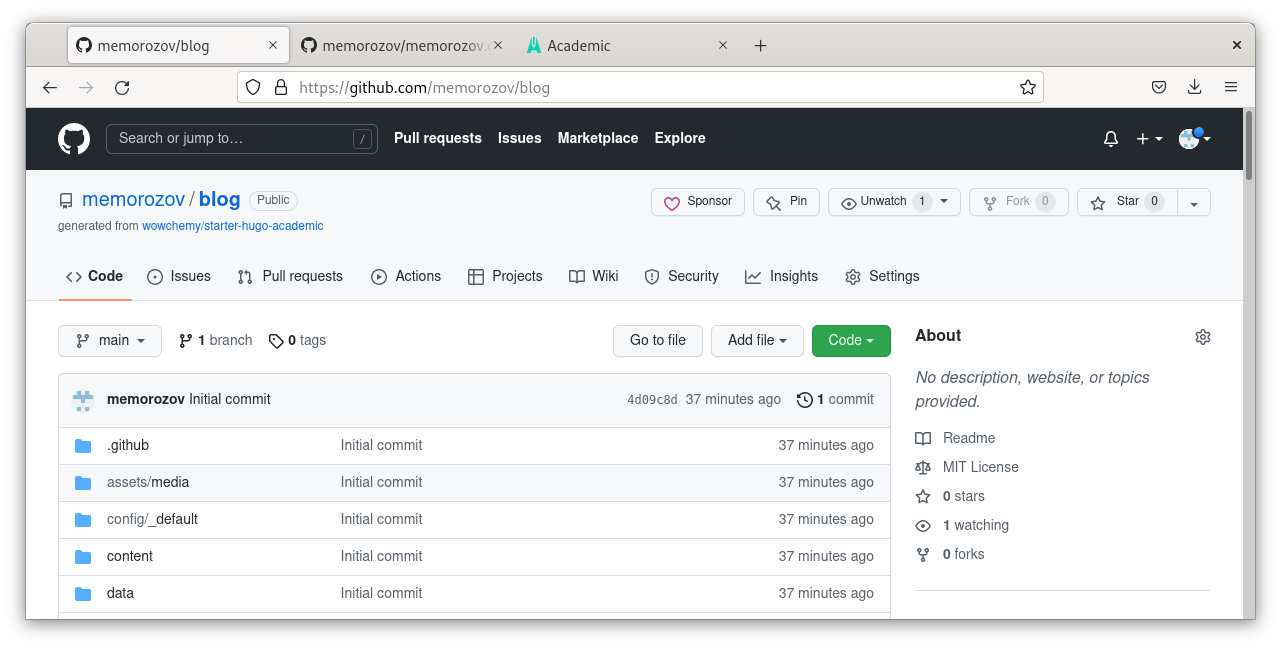 memorozov/blog
memorozov/memorozov.
Academic
https://github.com/memorozov/blog
Search or jump to… /
Pull requests Issues Marketplace Explore
memorozov / blog Public
Sponsor Pin Unwatch 1 Fork 0 Star 0
generated from wowchemy/starter-hugo-academic
Code Issues Pull requests Actions Projects Wiki Security Insights Settings
main 1 branch 0 tags Go to file Add file Code
memorozov Initial commit 4d09c8d 37 minutes ago 1 commit
.github Initial commit 37 minutes ago
assets/media Initial commit 37 minutes ago
config/_default Initial commit 37 minutes ago
content Initial commit 37 minutes ago
data Initial commit 37 minutes ago
About
No description, website, or topics
provided.
Readme
MIT License
0 stars
1 watching
0 forks